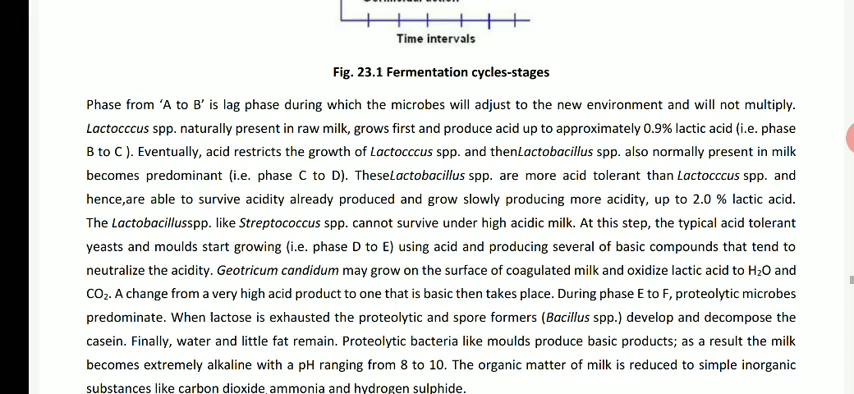 Time intervals
Fig. 23.1 Fermentation cycles-stages
Phase from ‘A to B’ is lag phase during which the microbes will adjust to the new environment and will not multiply.
Lactocccus spp. naturally present in raw milk, grows first and produce acid up to approximately 0.9% lactic acid (i.e. phase
B to C ). Eventually, acid restricts the growth of Lactocccus spp. and thenLactobacillus spp. also normally present in milk
becomes predominant (i.e. phase C to D). TheseLactobacillus spp. are more acid tolerant than Lactocccus spp. and
hence,are able to survive acidity already produced and grow slowly producing more acidity, up to 2.0 % lactic acid.
The Lactobacillusspp. like Streptococcus spp. cannot survive under high acidic milk. At this step, the typical acid tolerant
yeasts and moulds start growing (i.e. phase D to E) using acid and producing several of basic compounds that tend to
neutralize the acidity. Geotricum candidum may grow on the surface of coagulated milk and oxidize lactic acid to H₂O and
CO₂. A change from a very high acid product to one that is basic then takes place. During phase E to F, proteolytic microbes
predominate. When lactose is exhausted the proteolytic and spore formers (Bacillus spp.) develop and decompose the
casein. Finally, water and little fat remain. Proteolytic bacteria like moulds produce basic products; as a result the milk
becomes extremely alkaline with a pH ranging from 8 to 10. The organic matter of milk is reduced to simple inorganic
substances like carbon dioxide, ammonia and hydrogen sulphide.